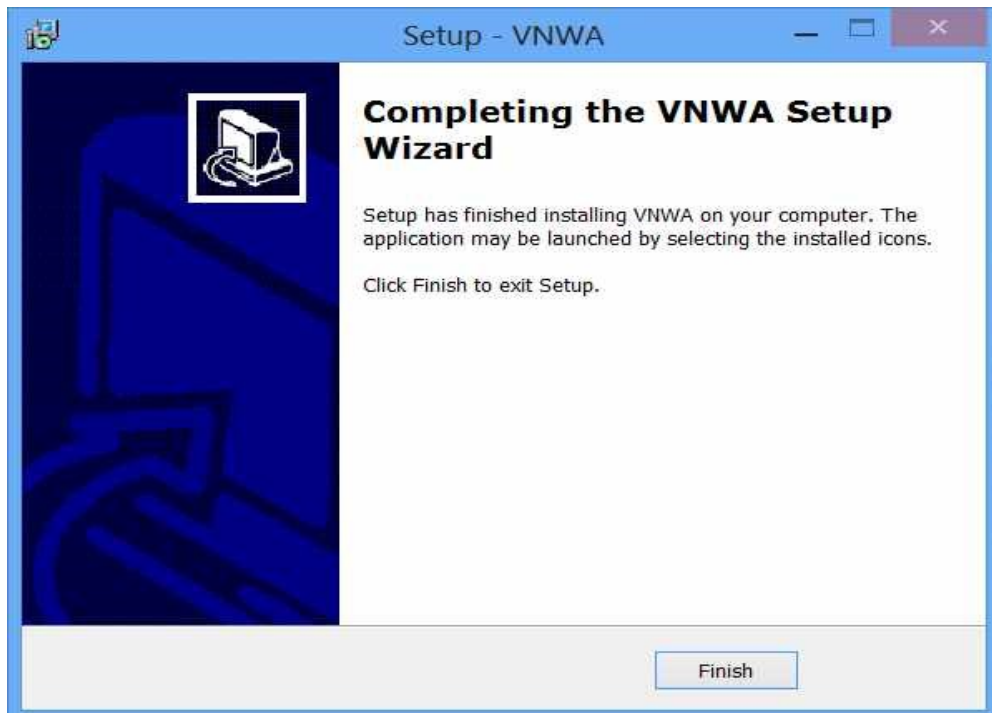 Setup - VNWA
Completing the VNWA Setup
Wizard
Setup has finished installing VNWA on your computer. The
application may be launched by selecting the installed icons.
Click Finish to exit Setup.
Finish